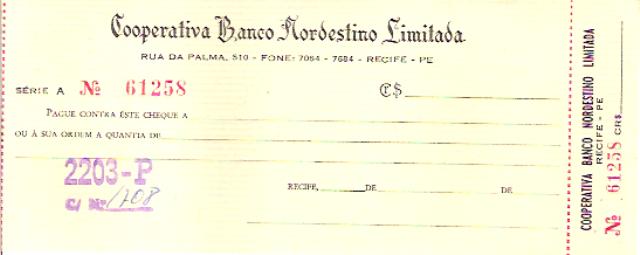 Cooperativa Banco Nordestino Limitada
RUA DA PALMA, 510 - FONE: 7064 - 7684 - RECIFE - PE
SÉRIE A Nº 61258 C$
PAGUE CONTRA ÊSTE CHEQUE A
OU À SUA ORDEM A QUANTIA DE
2203-P
C/ Nº 1708
RECIFE, DE DE
COOPERATIVA BANCO NORDESTINO LIMITADA
RECIFE - PE
Nº 61258 CR$